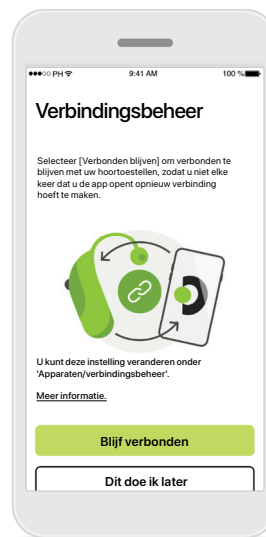 PH
9:41 AM
100 %
Verbindingsbeheer
Selecteer [Verbonden blijven] om verbonden te
blijven met uw hoortoestellen, zodat u niet elke
keer dat u de app opent opnieuw verbinding
hoeft te maken.
U kunt deze instelling veranderen onder
'Apparaten/verbindingsbeheer'.
Meer informatie.
Blijf verbonden
Dit doe ik later